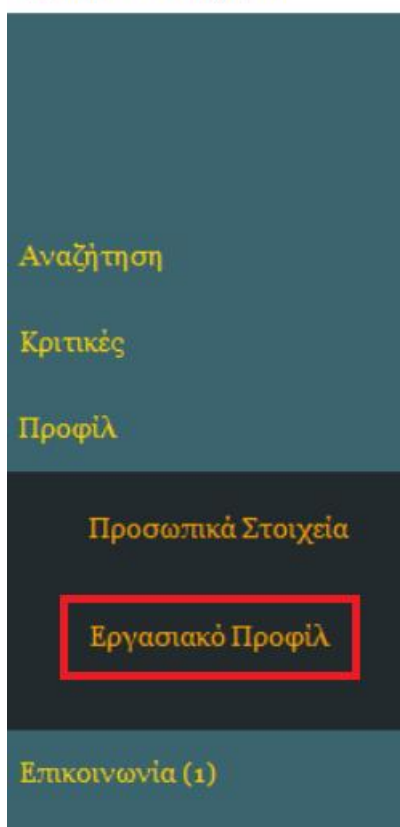 Αναζήτηση
Κριτικές
Προφίλ
Προσωπικά Στοιχεία
Εργασιακό Προφίλ
Επικοινωνία (1)